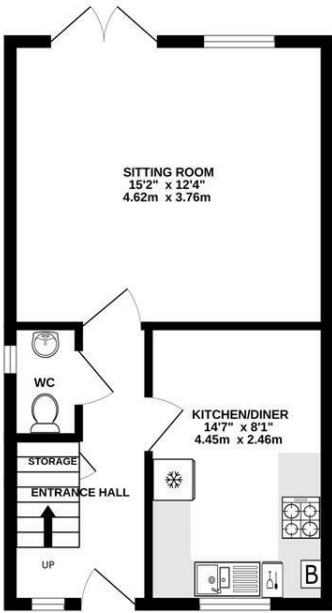 SITTING ROOM
15'2" x 12'4"
4.62m x 3.76m
WC
KITCHEN/DINER
14'7" x 8'1"
4.45m x 2.46m
STORAGE
ENTRANCE HALL
UP
B